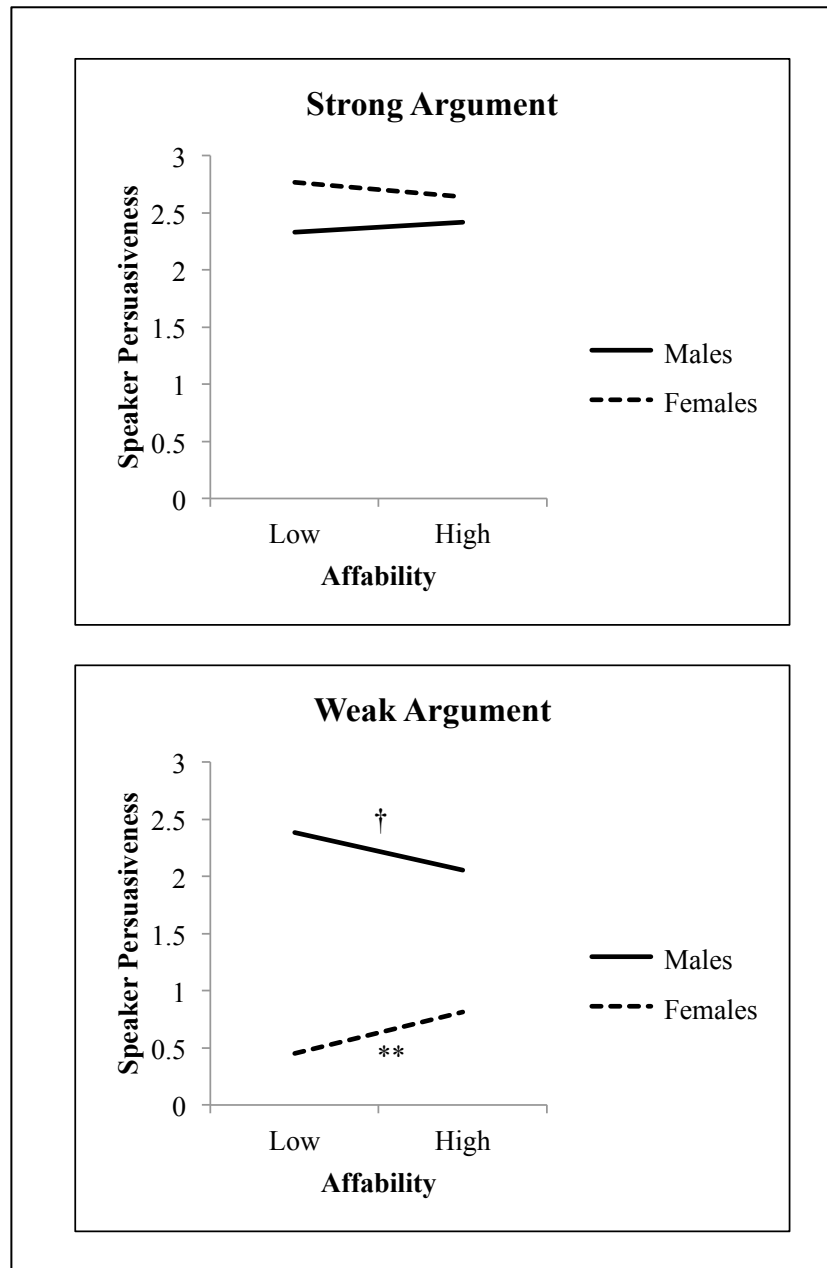 Strong Argument
3
2.5
2
1.5
1
0.5
0
Speaker Persuasiveness
Low High
Affability
Males
Females
Weak Argument
3
2.5
2
1.5
1
0.5
0
Speaker Persuasiveness
†
**
Low High
Affability
Males
Females